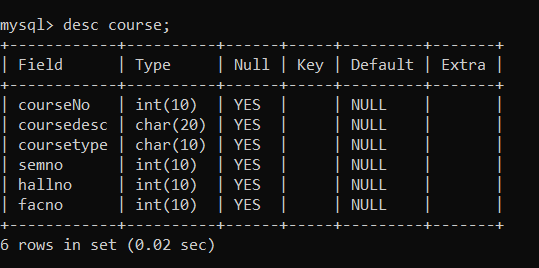 mysql> desc course;
+------------+----------+------+-----+---------+-------+
| Field      | Type     | Null | Key | Default | Extra |
+------------+----------+------+-----+---------+-------+
| courseNo   | int(10)  | YES  |     | NULL    |       |
| coursedesc | char(20) | YES  |     | NULL    |       |
| coursetype | char(10) | YES  |     | NULL    |       |
| semno      | int(10)  | YES  |     | NULL    |       |
| hallno     | int(10)  | YES  |     | NULL    |       |
| facno      | int(10)  | YES  |     | NULL    |       |
+------------+----------+------+-----+---------+-------+
6 rows in set (0.02 sec)